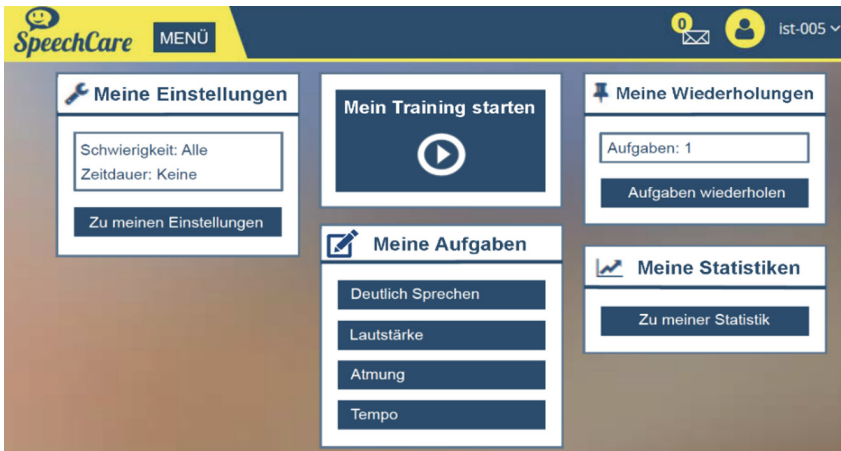 SpeechCare
MENÜ
0
ist-005
Meine Einstellungen
Schwierigkeit: Alle
Zeitdauer: Keine
Zu meinen Einstellungen
Mein Training starten
Meine Aufgaben
Deutlich Sprechen
Lautstärke
Atmung
Tempo
Meine Wiederholungen
Aufgaben: 1
Aufgaben wiederholen
Meine Statistiken
Zu meiner Statistik